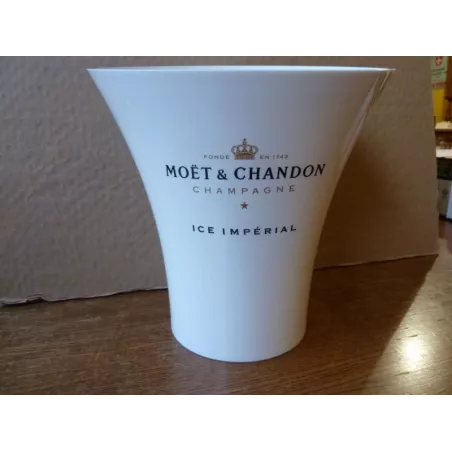 FONDÉ EN 1743
MOËT & CHANDON
CHAMPAGNE
ICE IMPÉRIAL